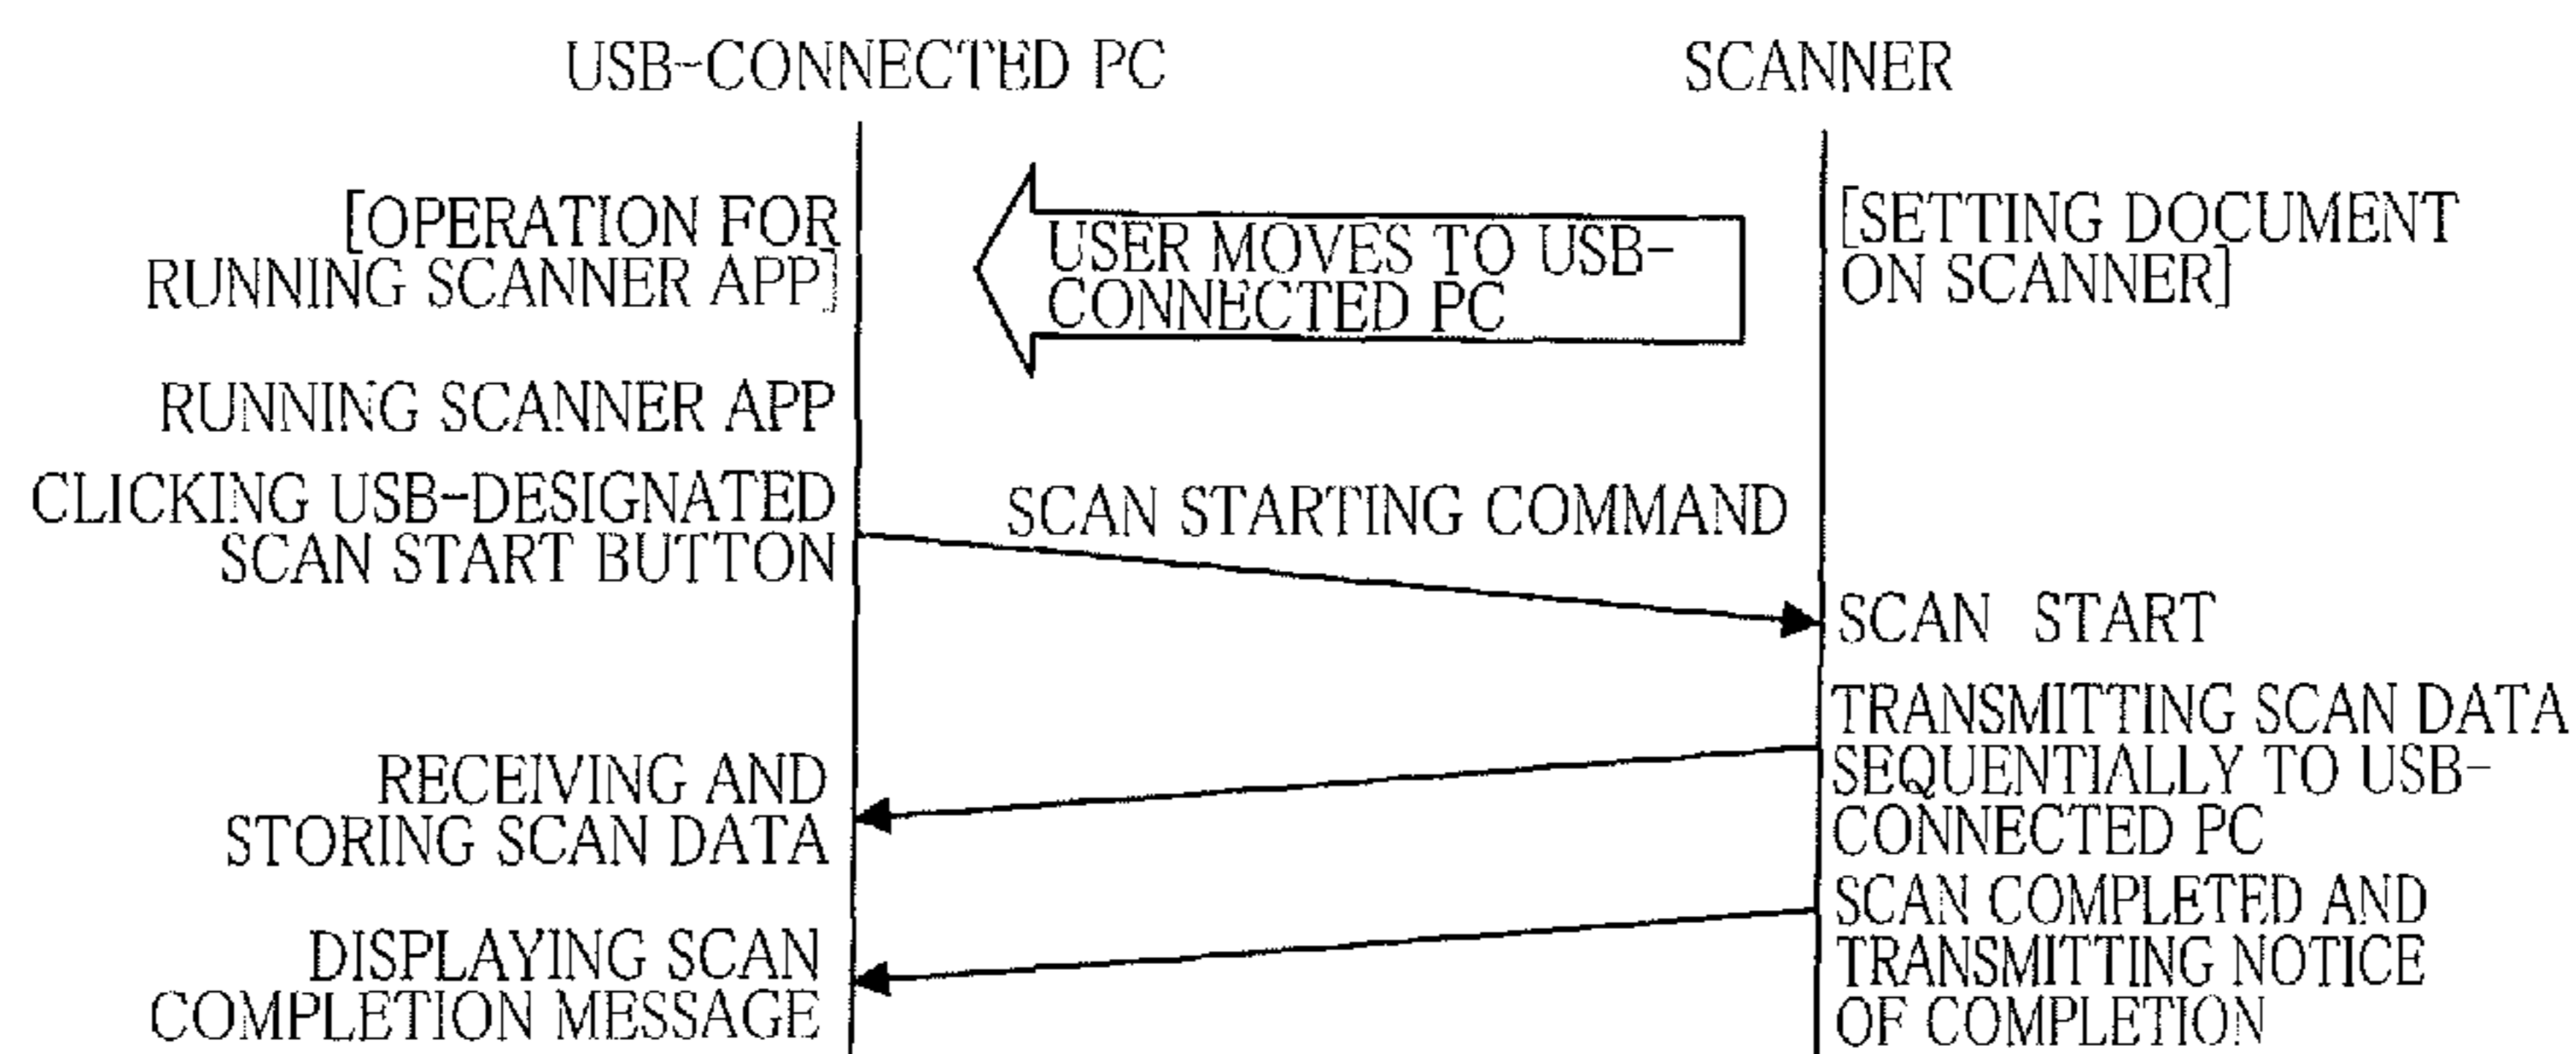 USB-CONNECTED PC
SCANNER
[OPERATION FOR
RUNNING SCANNER APP]
USER MOVES TO USB-
CONNECTED PC
[SETTING DOCUMENT
ON SCANNER]
RUNNING SCANNER APP
CLICKING USB-DESIGNATED
SCAN START BUTTON
SCAN STARTING COMMAND
SCAN START
TRANSMITTING SCAN DATA
SEQUENTIALLY TO USB-
CONNECTED PC
RECEIVING AND
STORING SCAN DATA
SCAN COMPLETED AND
TRANSMITTING NOTICE
OF COMPLETION
DISPLAYING SCAN
COMPLETION MESSAGE